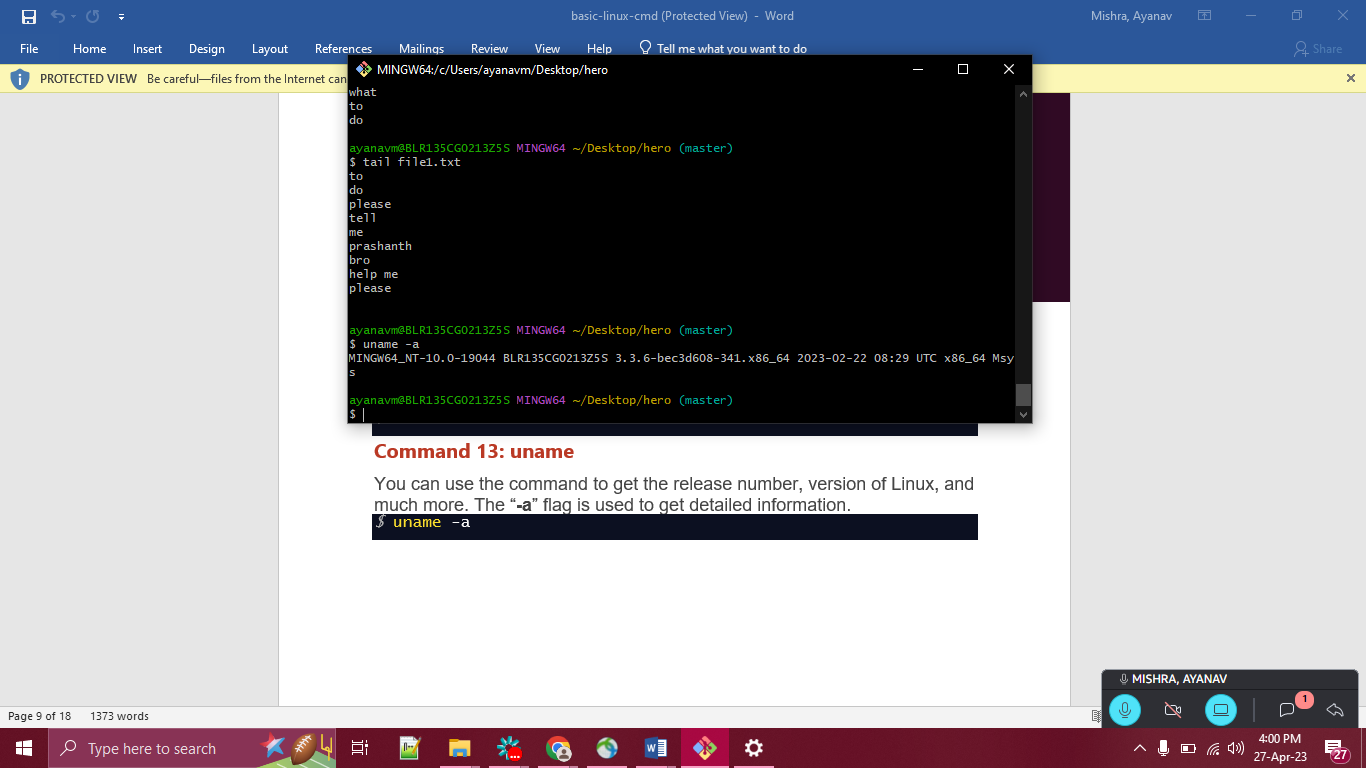 basic-linux-cmd (Protected View) - Word
Mishra, Ayanav
File Home Insert Design Layout References Mailings Review View Help Tell me what you want to do Share
PROTECTED VIEW Be careful—files from the Internet can
MINGW64:/c/Users/ayanavm/Desktop/hero
what
to
do
ayanavm@BLR135CG0213Z5S MINGW64 ~/Desktop/hero (master)
$ tail file1.txt
to
do
please
tell
me
prashanth
bro
help me
please
ayanavm@BLR135CG0213Z5S MINGW64 ~/Desktop/hero (master)
$ uname -a
MINGW64_NT-10.0-19044 BLR135CG0213Z5S 3.3.6-bec3d608-341.x86_64 2023-02-22 08:29 UTC x86_64 Msy
s
ayanavm@BLR135CG0213Z5S MINGW64 ~/Desktop/hero (master)
$
Command 13: uname
You can use the command to get the release number, version of Linux, and
much more. The “-a” flag is used to get detailed information.
$ uname -a
MISHRA, AYANAV
1
Page 9 of 18 1373 words
Type here to search
4:00 PM
27-Apr-23
27